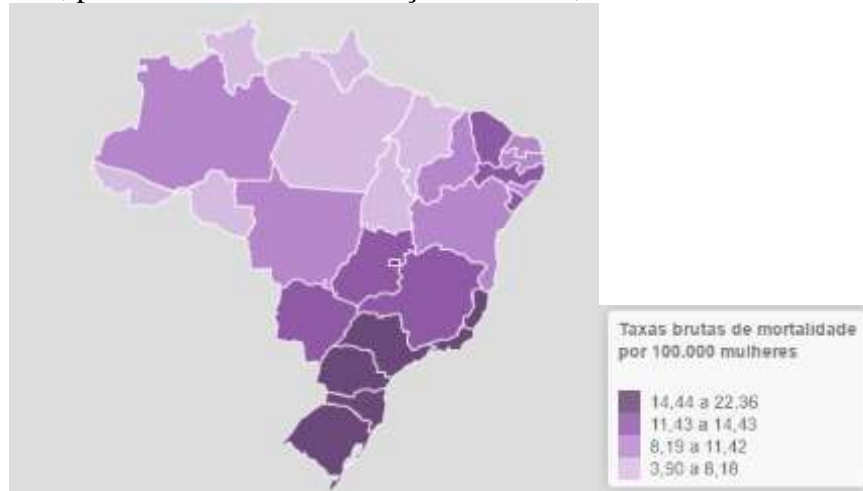 Taxas brutas de mortalidade
por 100.000 mulheres
14,44 a 22,36
11,43 a 14,43
8,19 a 11,42
3,90 a 8,18